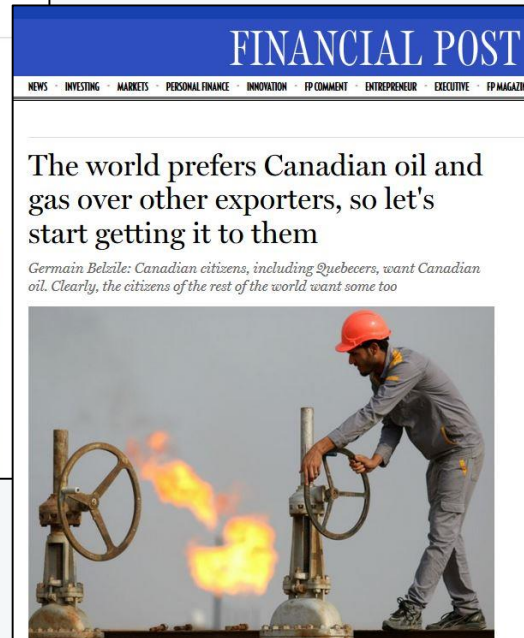 FINANCIAL POST
NEWS • INVESTING • MARKETS • PERSONAL FINANCE • INNOVATION • FP COMMENT • ENTREPRENEUR • EXECUTIVE • FP MAGAZIN
The world prefers Canadian oil and
gas over other exporters, so let's
start getting it to them
Germain Belzile: Canadian citizens, including Quebecers, want Canadian
oil. Clearly, the citizens of the rest of the world want some too